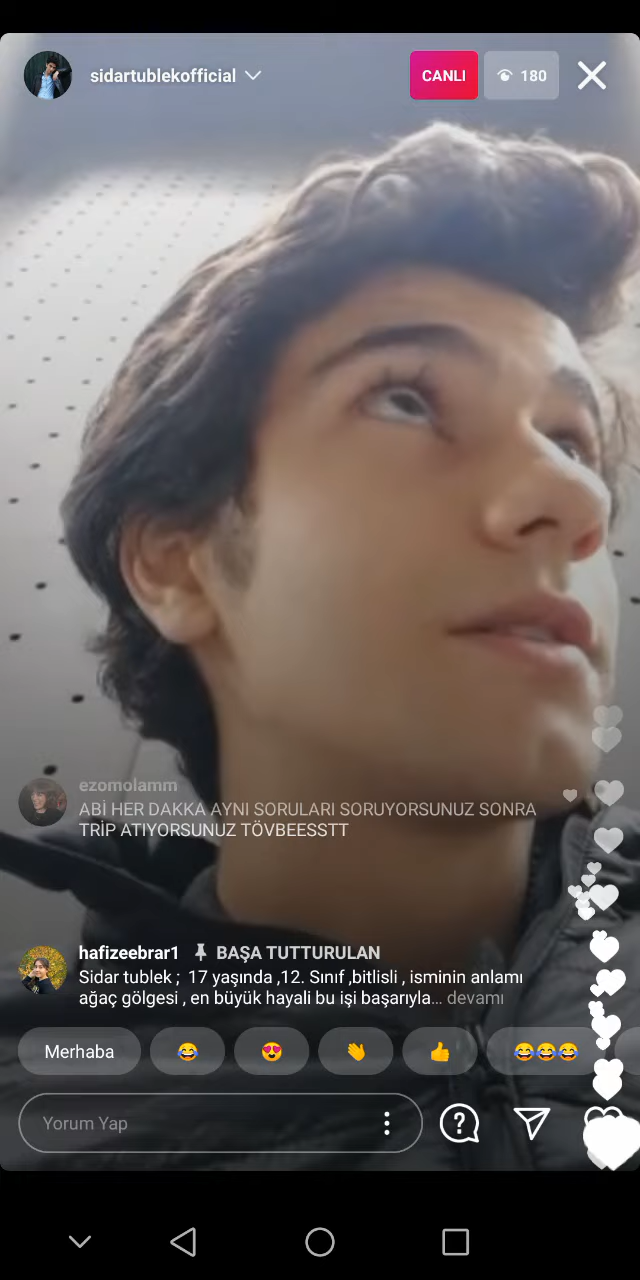 sidartublekofficial
CANLI
180
ezomolamm
ABİ HER DAKKA AYNI SORULARI SORUYORSUNUZ SONRA
TRİP ATIYORSUNUZ TÖVBEESSTT
hafizeebrar1 BAŞA TUTTURULAN
Sidar tublek ; 17 yaşında ,12. Sınıf ,bitlisli , isminin anlamı
ağaç gölgesi , en büyük hayali bu işi başarıyla... devamı
Merhaba
Yorum Yap